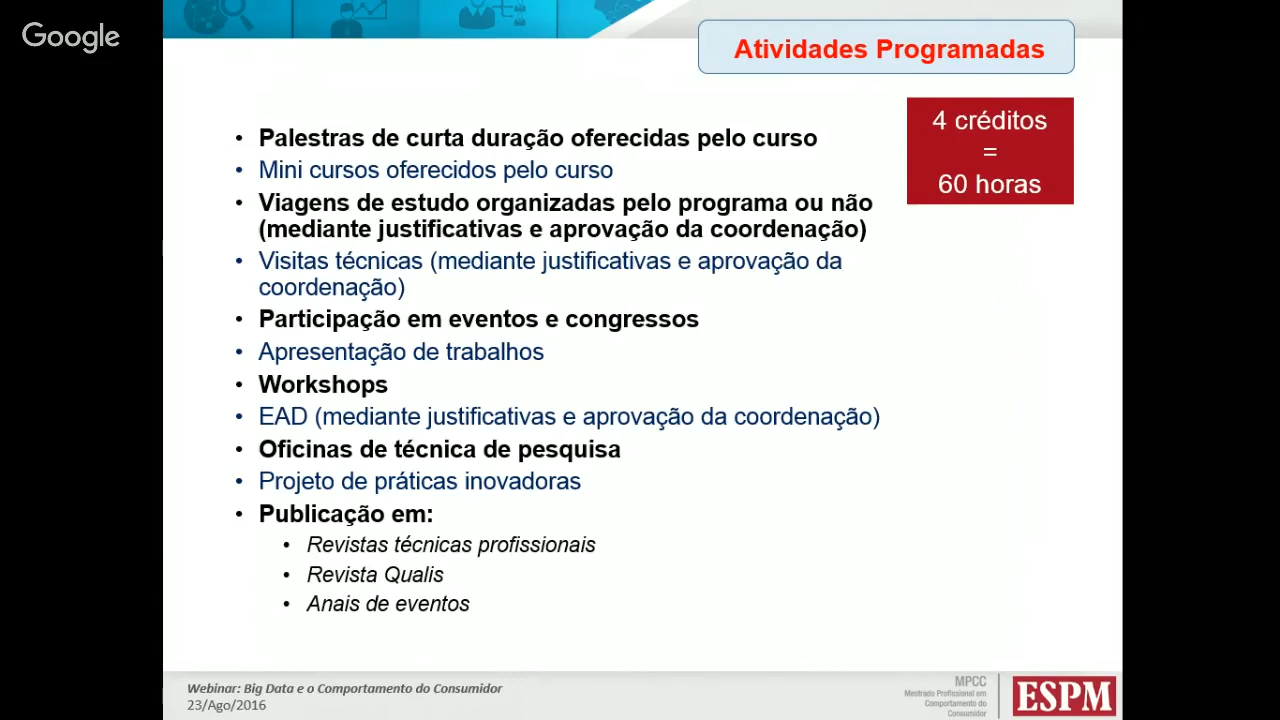 Google
Atividades Programadas
4 créditos
=
60 horas
• Palestras de curta duração oferecidas pelo curso
• Mini cursos oferecidos pelo curso
• Viagens de estudo organizadas pelo programa ou não
(mediante justificativas e aprovação da coordenação)
• Visitas técnicas (mediante justificativas e aprovação da
coordenação)
• Participação em eventos e congressos
• Apresentação de trabalhos
• Workshops
• EAD (mediante justificativas e aprovação da coordenação)
• Oficinas de técnica de pesquisa
• Projeto de práticas inovadoras
• Publicação em:
• Revistas técnicas profissionais
• Revista Qualis
• Anais de eventos
Webinar: Big Data e o Comportamento do Consumidor
23/Ago/2016
MPCC
Mestrado Profissional em
Comportamento do
Consumidor
ESPM